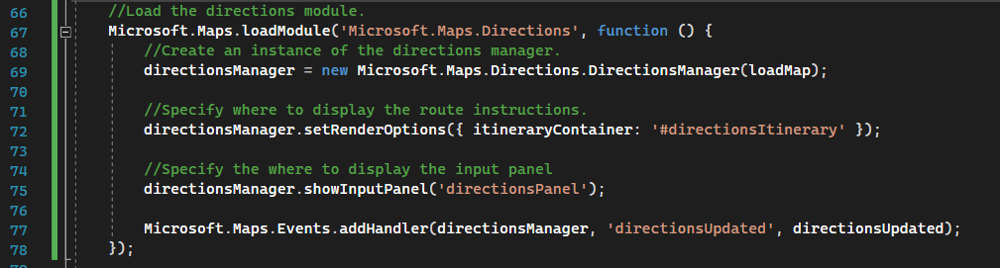 66 //Load the directions module.
67 Microsoft.Maps.loadModule('Microsoft.Maps.Directions', function () {
68 //Create an instance of the directions manager.
69 directionsManager = new Microsoft.Maps.Directions.DirectionsManager(loadMap);
70
71 //Specify where to display the route instructions.
72 directionsManager.setRenderOptions({ itineraryContainer: '#directionsItinerary' });
73
74 //Specify the where to display the input panel
75 directionsManager.showInputPanel('directionsPanel');
76
77 Microsoft.Maps.Events.addHandler(directionsManager, 'directionsUpdated', directionsUpdated);
78 });